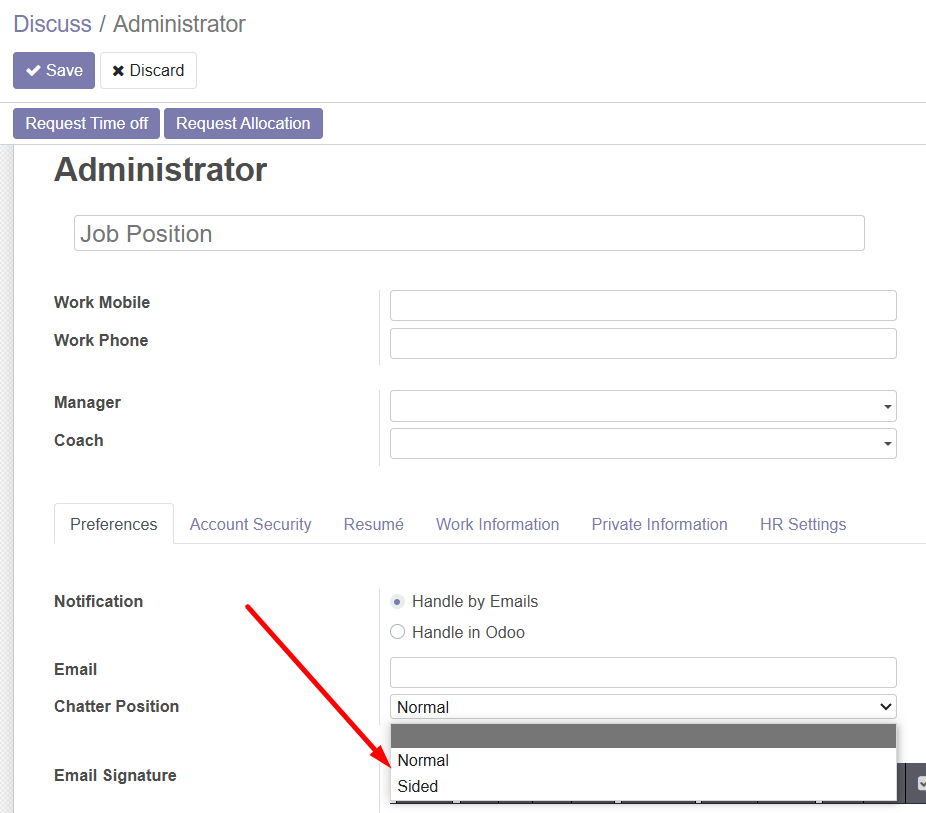 Discuss / Administrator
Save Discard
Request Time off Request Allocation
Administrator
Job Position
Work Mobile
Work Phone
Manager
Coach
Preferences Account Security Resumé Work Information Private Information HR Settings
Notification Handle by Emails
Handle in Odoo
Email
Chatter Position Normal
Normal
Email Signature
Sided